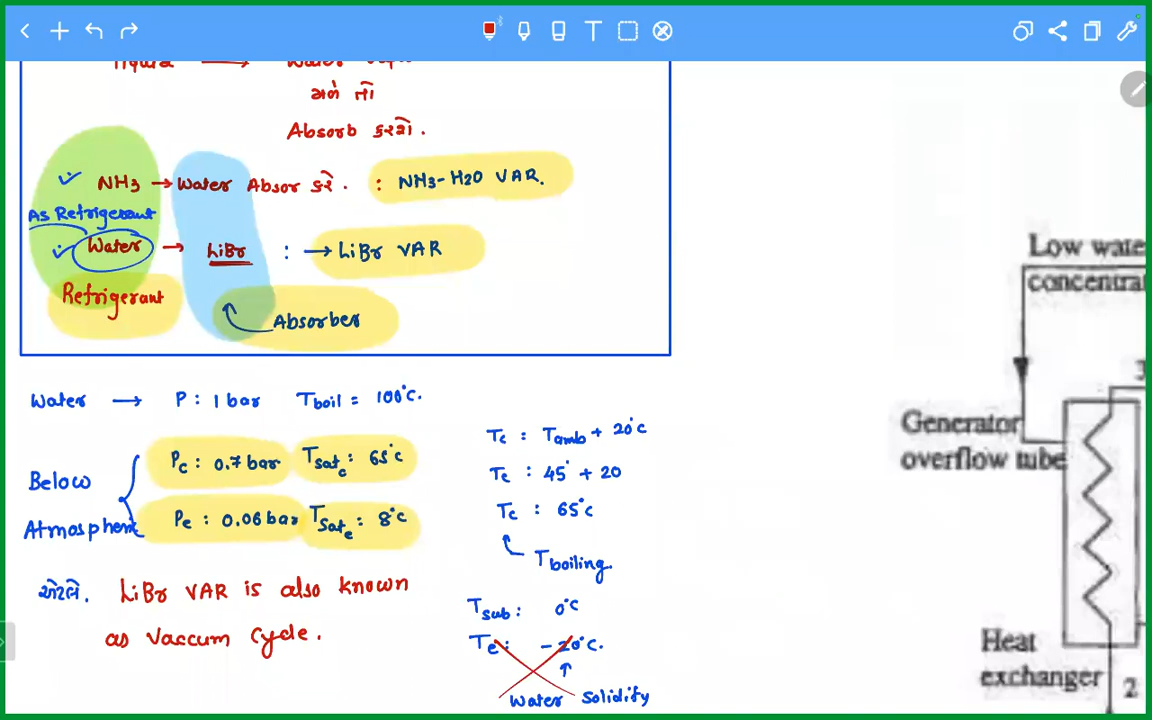 અને તો
Absorb કરશે.
NH3 → Water Absor કરે. : NH3-H2O VAR.
As Refrigerant
Water → LiBr : → LiBr VAR
Refrigerant
Absorber
Water → P : 1 bar Tboil = 100°C.
Pc : 0.7 bar Tsatc : 65°C
Below
Atmospheric
Pe : 0.06 bar Tsate : 8°C
એટલે. LiBr VAR is also known
as Vaccum Cycle.
Tc : Tamb + 20°C
Tc : 45° + 20
Tc : 65°C
Tboiling.
Tsub : 0°C
Te : -20°C.
Water Solidify
Low wate
concentra
3
Generator
overflow tube
Heat
exchanger
2